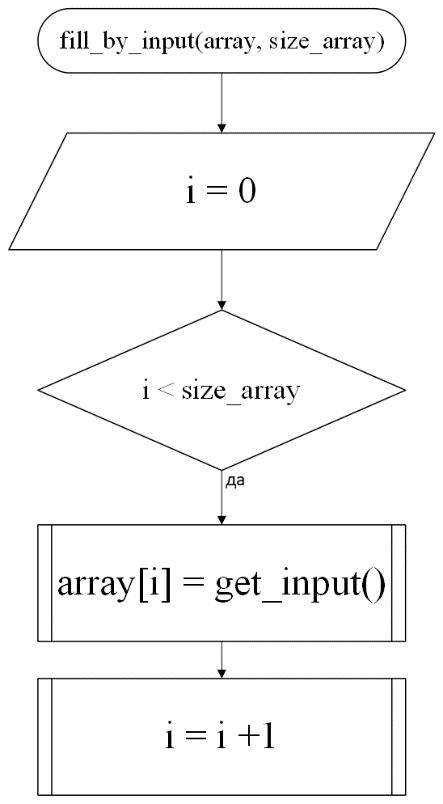 fill_by_input(array, size_array)
i = 0
i < size_array
да
array[i] = get_input()
i = i +1